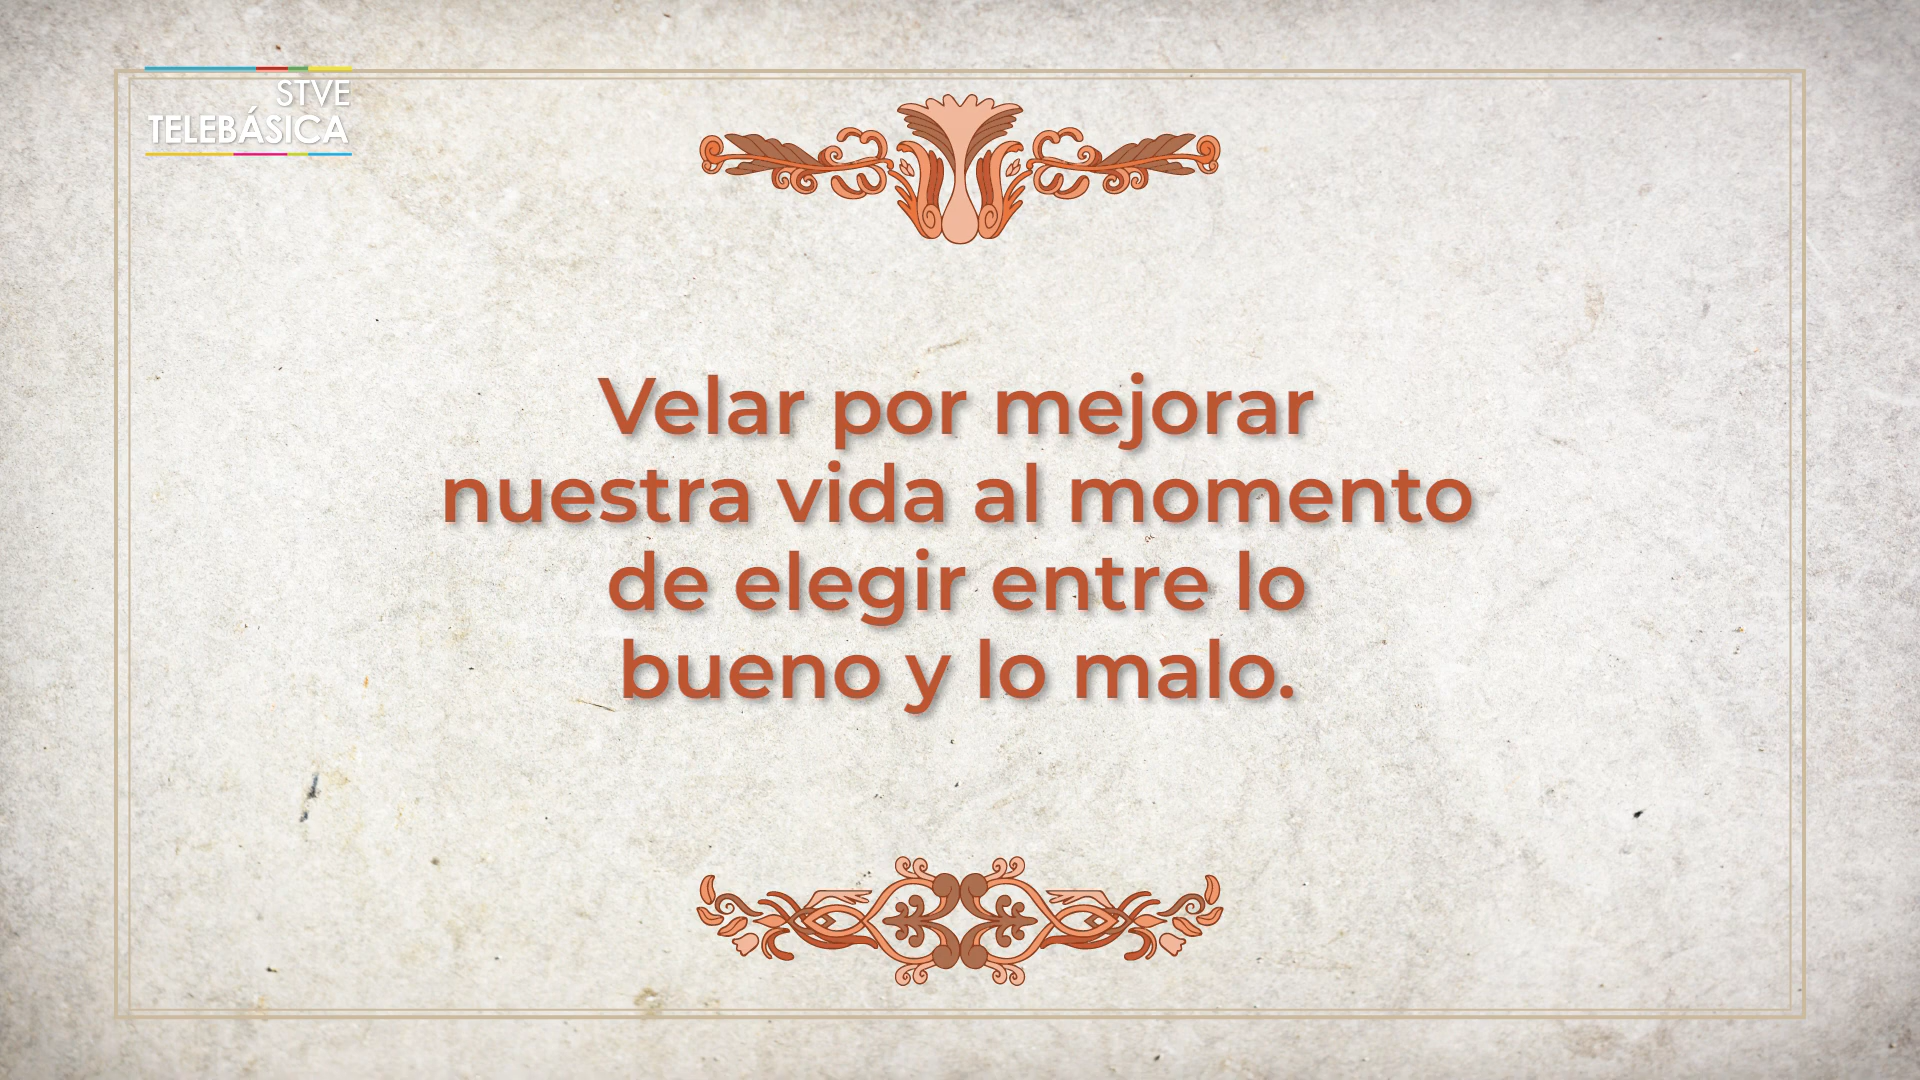 STVE
TELEBÁSICA
Velar por mejorar
nuestra vida al momento
de elegir entre lo
bueno y lo malo.